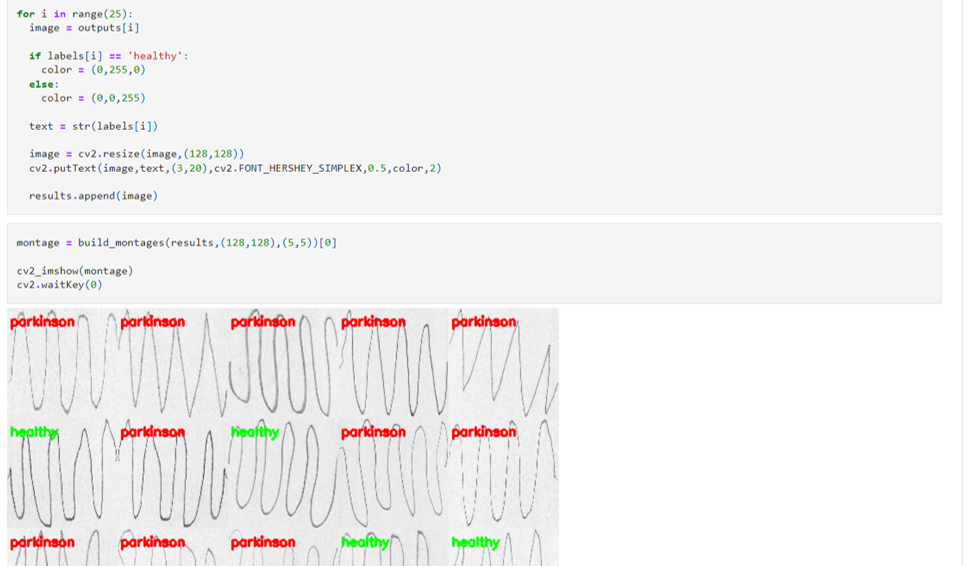 for i in range(25):
image = outputs[i]
if labels[i] == 'healthy':
color = (0,255,0)
else:
color = (0,0,255)
text = str(labels[i])
image = cv2.resize(image,(128,128))
cv2.putText(image,text,(3,20),cv2.FONT_HERSHEY_SIMPLEX,0.5,color,2)
results.append(image)
montage = build_montages(results,(128,128),(5,5))[0]
cv2_imshow(montage)
cv2.waitKey(0)
parkinson parkinson parkinson parkinson parkinson
healthy parkinson healthy parkinson parkinson
parkinson parkinson parkinson healthy healthy